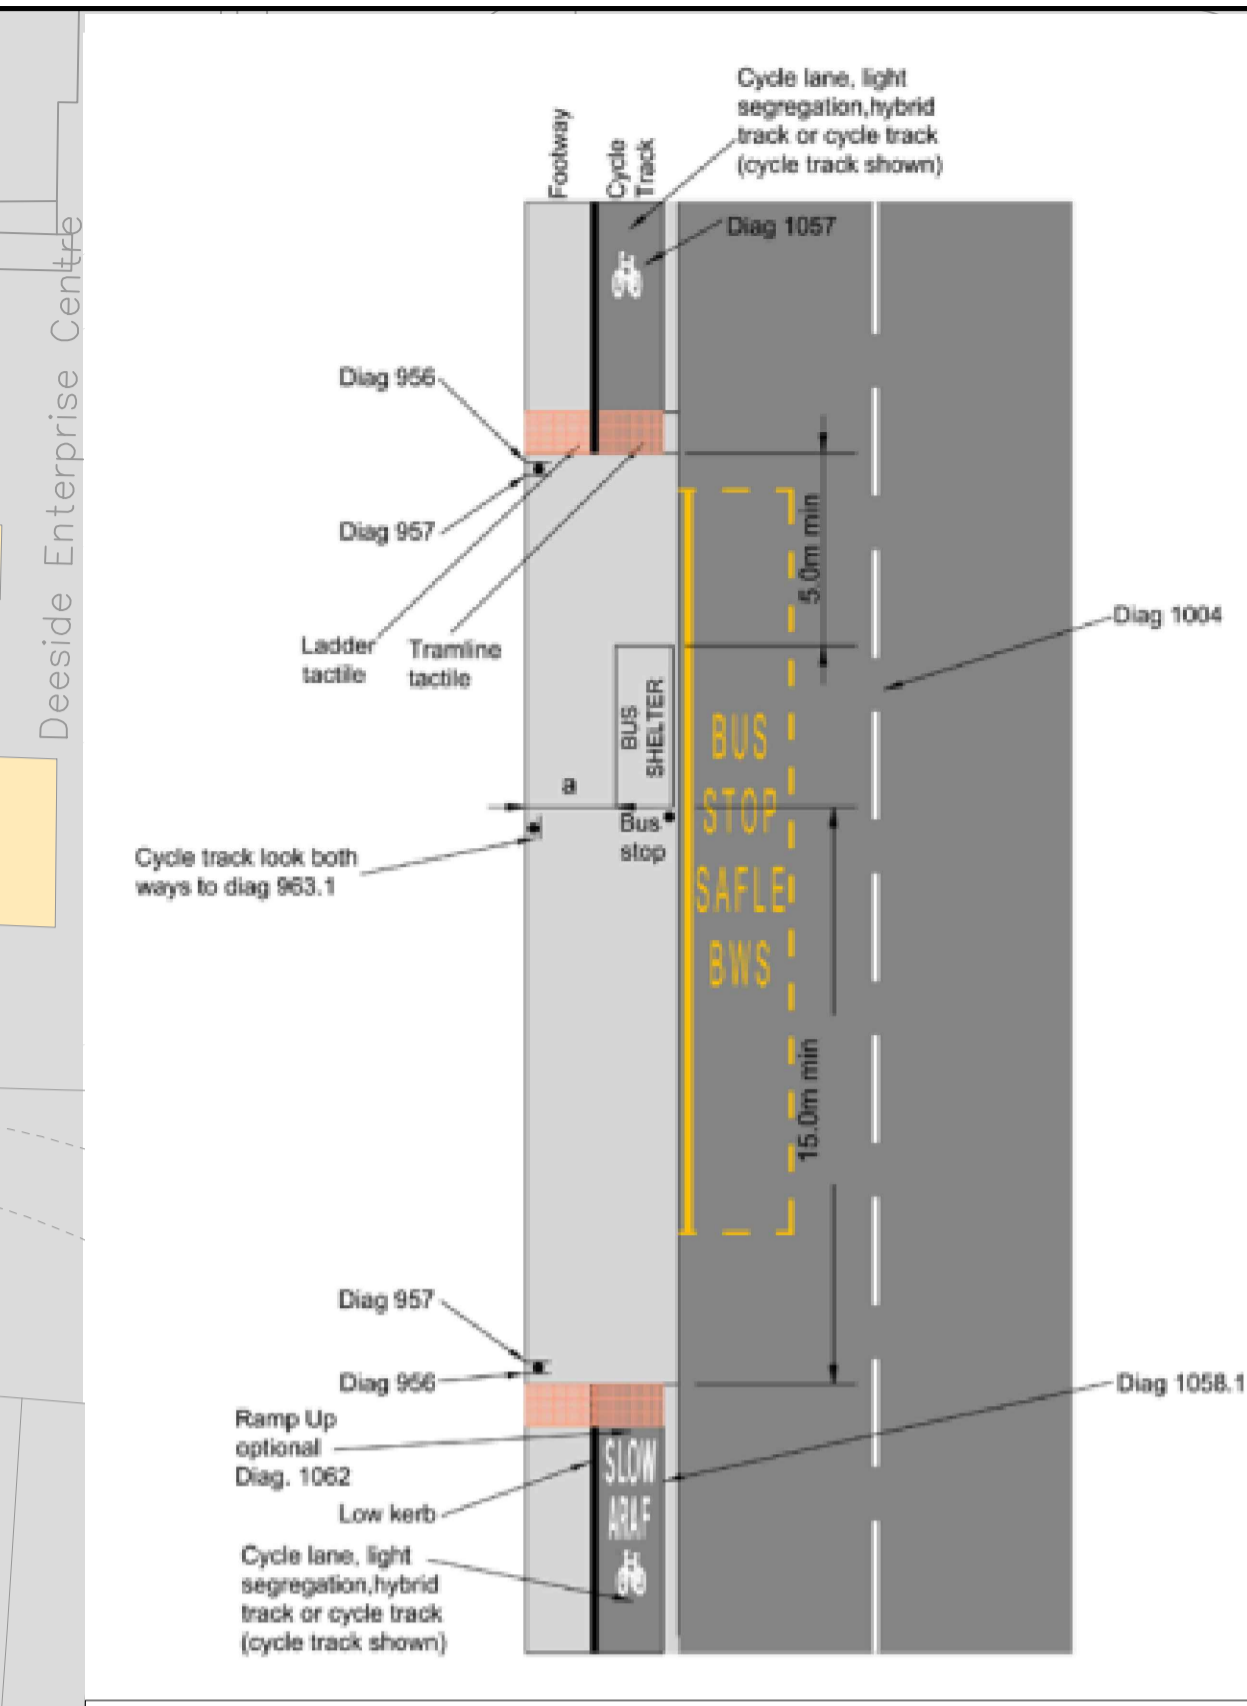 Cycle lane, light
segregation,hybrid
track or cycle track
(cycle track shown)
Footway
Cycle
Track
Diag 1057
Deeside Enterprise Centre
Diag 956
Diag 957
5.0m min
Ladder
tactile
Tramline
tactile
Diag 1004
BUS
SHELTER
BUS
STOP
SAFLE
BWS
a
Bus
stop
Cycle track look both
ways to diag 963.1
15.0m min
Diag 957
Diag 956
Diag 1058.1
Ramp Up
optional
Diag. 1062
SLOW
ARAF
Low kerb
Cycle lane, light
segregation,hybrid
track or cycle track
(cycle track shown)